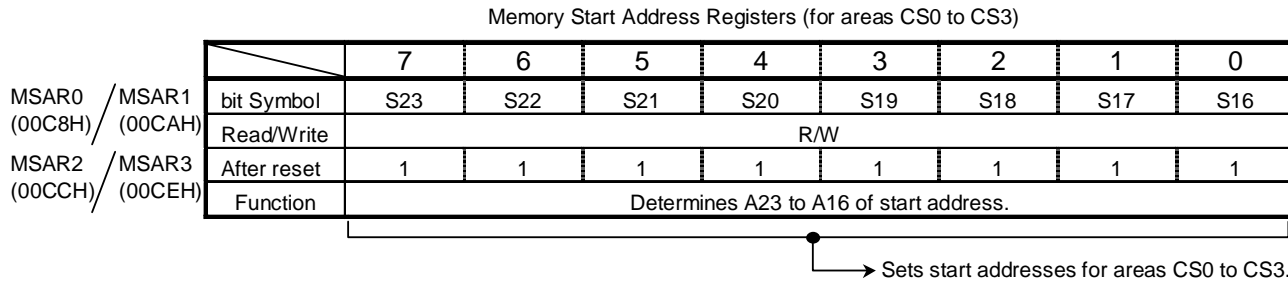 Memory Start Address Registers (for areas CS0 to CS3)
7 6 5 4 3 2 1 0
MSAR0 / MSAR1
(00C8H) (00CAH)
bit Symbol S23 S22 S21 S20 S19 S18 S17 S16
Read/Write R/W
MSAR2 / MSAR3
(00CCH) (00CEH)
After reset 1 1 1 1 1 1 1 1
Function Determines A23 to A16 of start address.
Sets start addresses for areas CS0 to CS3.